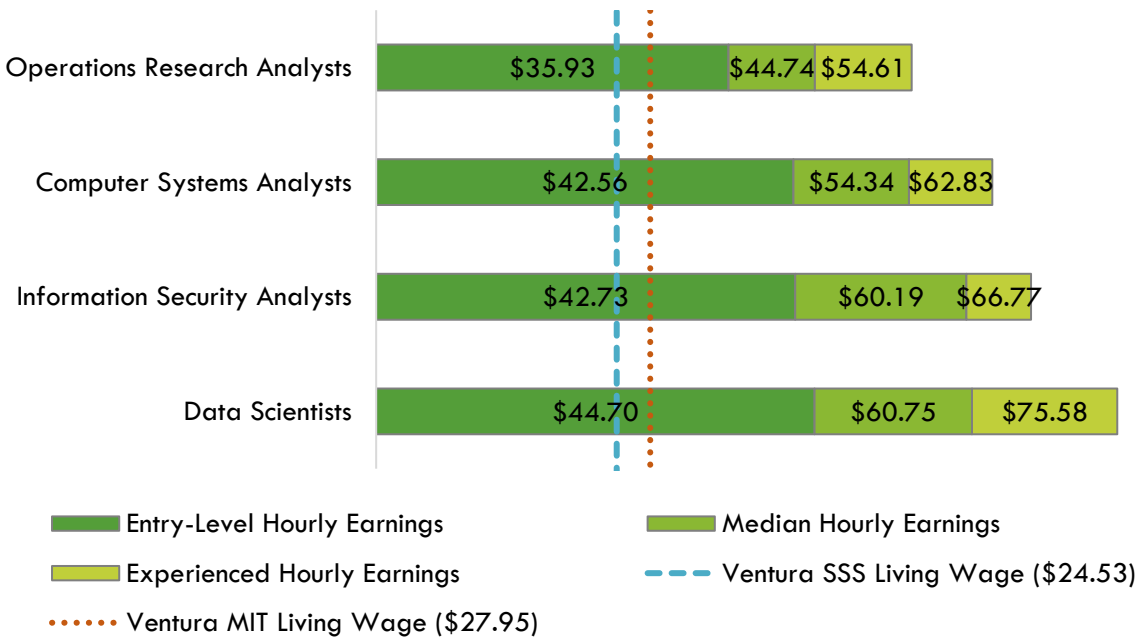 Operations Research Analysts $35.93 $44.74 $54.61
Computer Systems Analysts $42.56 $54.34 $62.83
Information Security Analysts $42.73 $60.19 $66.77
Data Scientists $44.70 $60.75 $75.58
Entry-Level Hourly Earnings Median Hourly Earnings
Experienced Hourly Earnings Ventura SSS Living Wage ($24.53)
Ventura MIT Living Wage ($27.95)